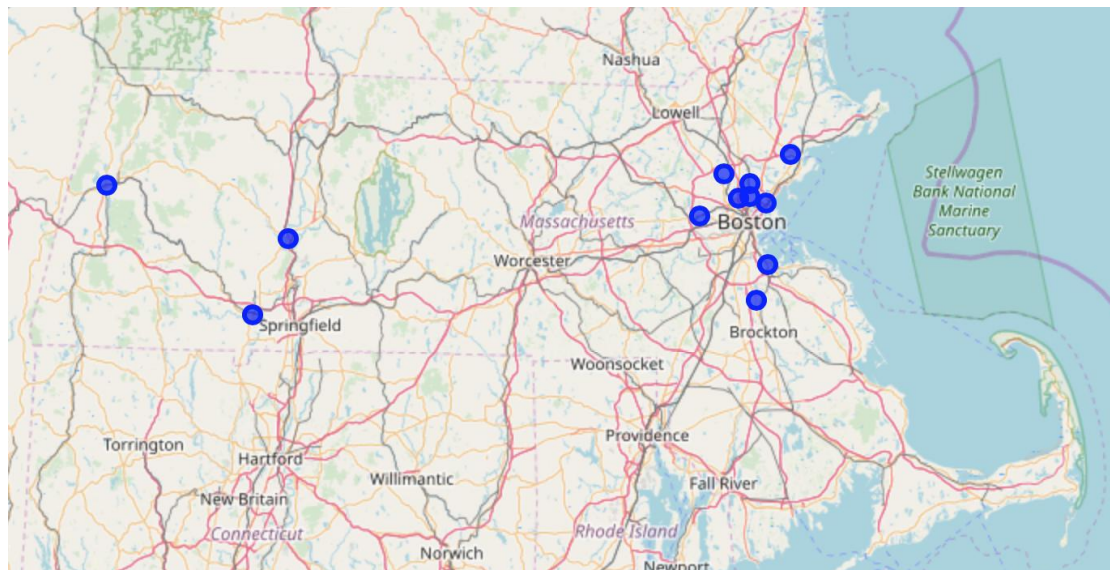 Nashua
Lowell
Stellwagen
Bank National
Marine
Sanctuary
Massachusetts
Boston
Worcester
Springfield
Brockton
Woonsocket
Torrington
Providence
Hartford
Willimantic
Fall River
New Britain
Connecticut
Rhode Island
Norwich
Newport